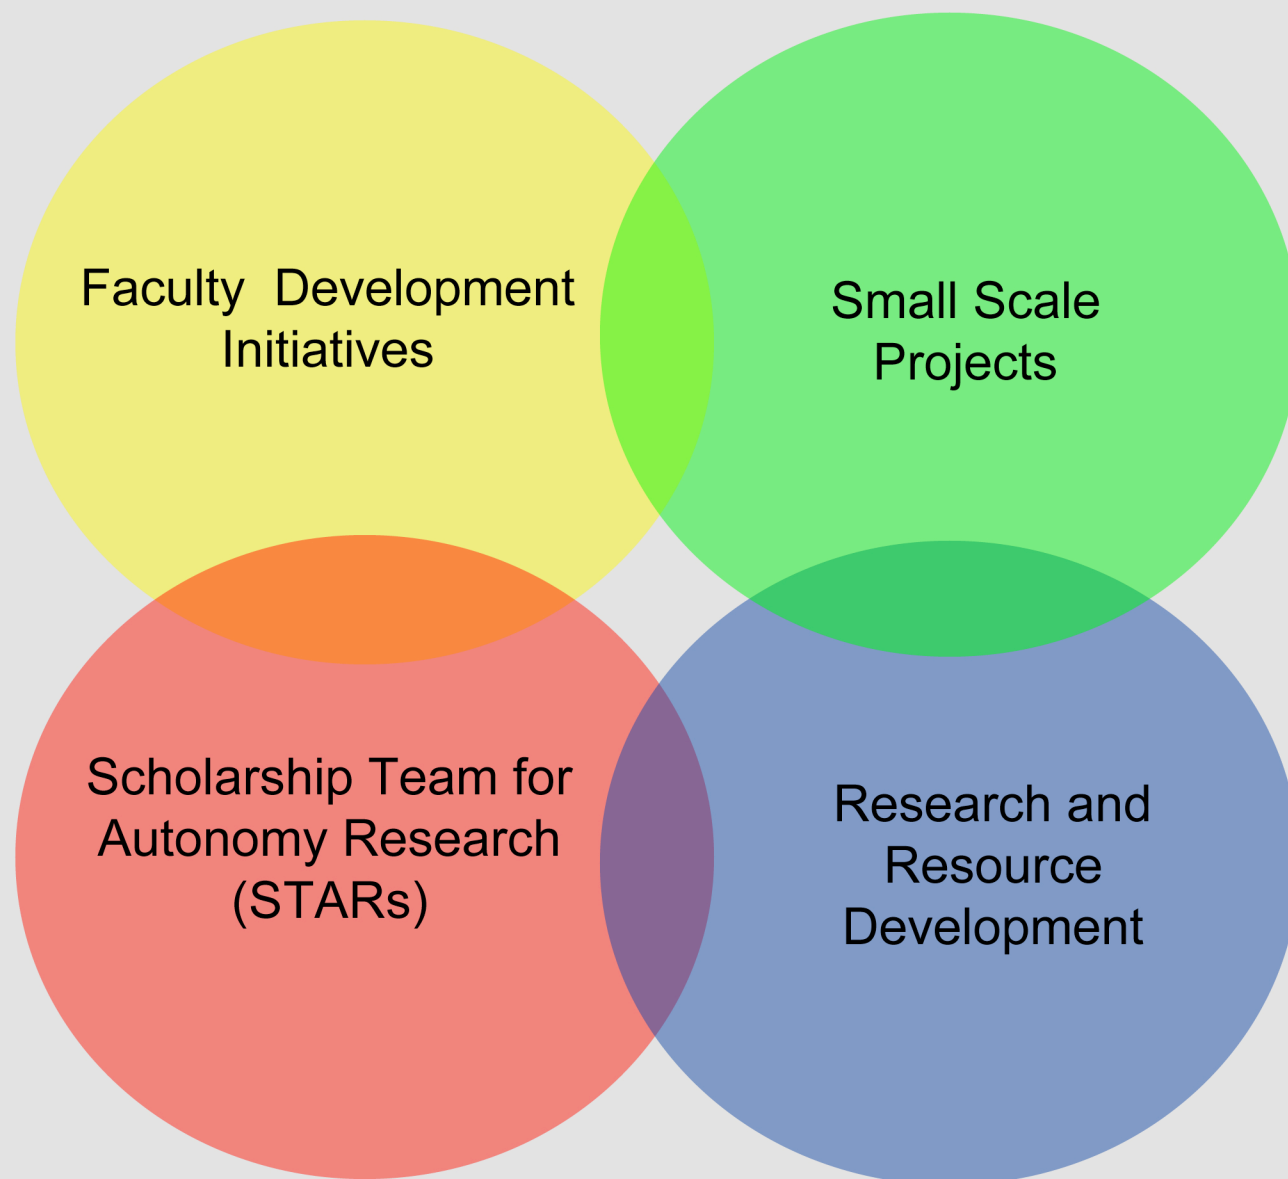 Faculty  Development
Initiatives
Small Scale
Projects
Scholarship Team for
Autonomy Research
(STARs)
Research and
Resource
Development